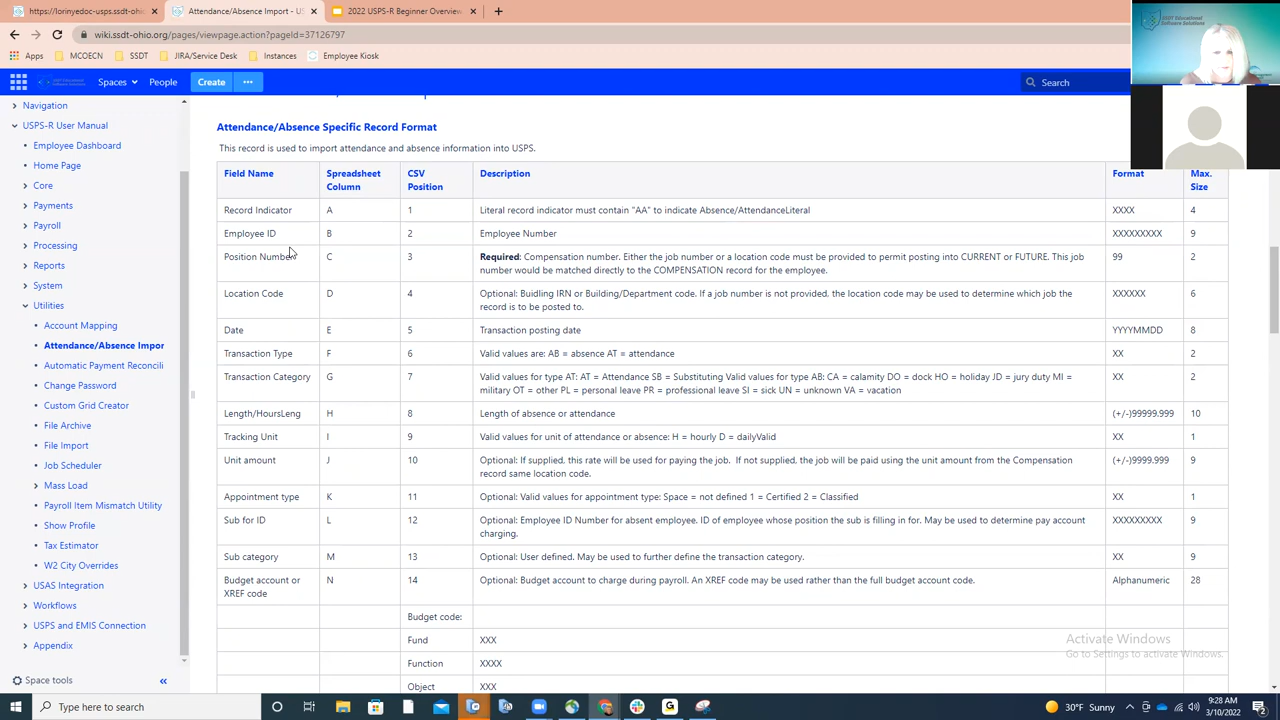 https://lorinyedoc-us.ssdt-ohio.
Attendance/Absence Import - US
2022 USPS-R Beginner Overview
wiki.ssdt-ohio.org/pages/viewpage.action?pageId=37126797
Apps
MCOECN
SSDT
JIRA/Service Desk
Instances
Employee Kiosk
SSDT Educational
Software Solutions
Spaces
People
Create
Search
Navigation
USPS-R User Manual
Employee Dashboard
Home Page
Core
Payments
Payroll
Processing
Reports
System
Utilities
Account Mapping
Attendance/Absence Impor
Automatic Payment Reconcili
Change Password
Custom Grid Creator
File Archive
File Import
Job Scheduler
Mass Load
Payroll Item Mismatch Utility
Show Profile
Tax Estimator
W2 City Overrides
USAS Integration
Workflows
USPS and EMIS Connection
Appendix
Space tools
Attendance/Absence Specific Record Format
This record is used to import attendance and absence information into USPS.
Field Name Spreadsheet Column CSV Position Description Format Max. Size
Record Indicator A 1 Literal record indicator must contain "AA" to indicate Absence/AttendanceLiteral XXXX 4
Employee ID B 2 Employee Number XXXXXXXXX 9
Position Number C 3 Required: Compensation number. Either the job number or a location code must be provided to permit posting into CURRENT or FUTURE. This job 99 2
number would be matched directly to the COMPENSATION record for the employee.
Location Code D 4 Optional: Buidling IRN or Building/Department code. If a job number is not provided, the location code may be used to determine which job the XXXXXX 6
record is to be posted to.
Date E 5 Transaction posting date YYYYMMDD 8
Transaction Type F 6 Valid values are: AB = absence AT = attendance XX 2
Transaction Category G 7 Valid values for type AT: AT = Attendance SB = Substituting Valid values for type AB: CA = calamity DO = dock HO = holiday JD = jury duty MI = XX 2
military OT = other PL = personal leave PR = professional leave SI = sick UN = unknown VA = vacation
Length/HoursLeng H 8 Length of absence or attendance (+/-)99999.999 10
Tracking Unit I 9 Valid values for unit of attendance or absence: H = hourly D = dailyValid XX 1
Unit amount J 10 Optional: If supplied, this rate will be used for paying the job. If not supplied, the job will be paid using the unit amount from the Compensation (+/-)9999.999 9
record same location code.
Appointment type K 11 Optional: Valid values for appointment type: Space = not defined 1 = Certified 2 = Classified XX 1
Sub for ID L 12 Optional: Employee ID Number for absent employee. ID of employee whose position the sub is filling in for. May be used to determine pay account XXXXXXXXX 9
charging.
Sub category M 13 Optional: User defined. May be used to further define the transaction category. XX 9
Budget account or N 14 Optional: Budget account to charge during payroll. An XREF code may be used rather than the full budget account code. Alphanumeric 28
XREF code
Budget code:
Fund XXX
Function XXXX
Object XXX
Activate Windows
Go to Settings to activate Windows.
Type here to search
30°F Sunny
9:28 AM
3/10/2022
2